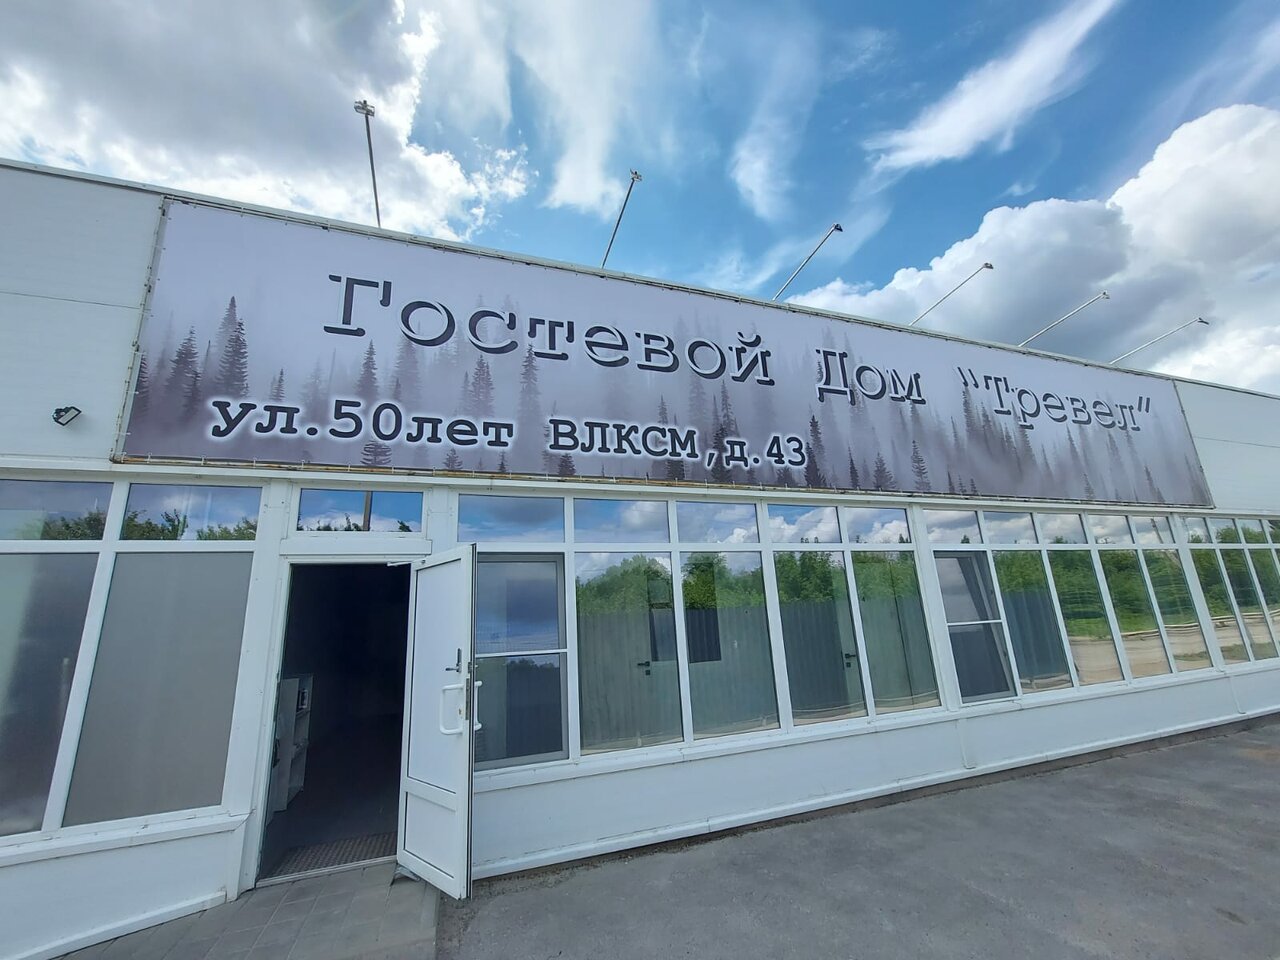 Гостевой Дом "Тревел"
ул.50лет ВЛКСМ,д.43